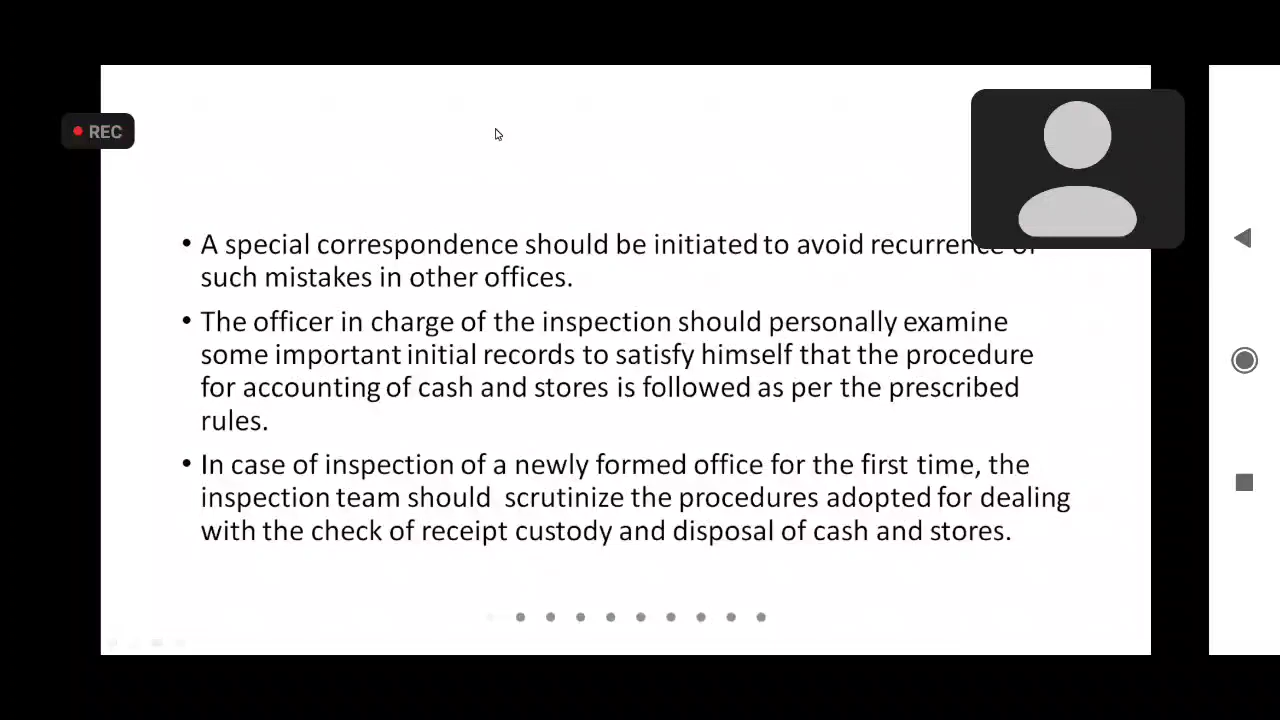 REC
• A special correspondence should be initiated to avoid recurrence of
such mistakes in other offices.
• The officer in charge of the inspection should personally examine
some important initial records to satisfy himself that the procedure
for accounting of cash and stores is followed as per the prescribed
rules.
• In case of inspection of a newly formed office for the first time, the
inspection team should scrutinize the procedures adopted for dealing
with the check of receipt custody and disposal of cash and stores.